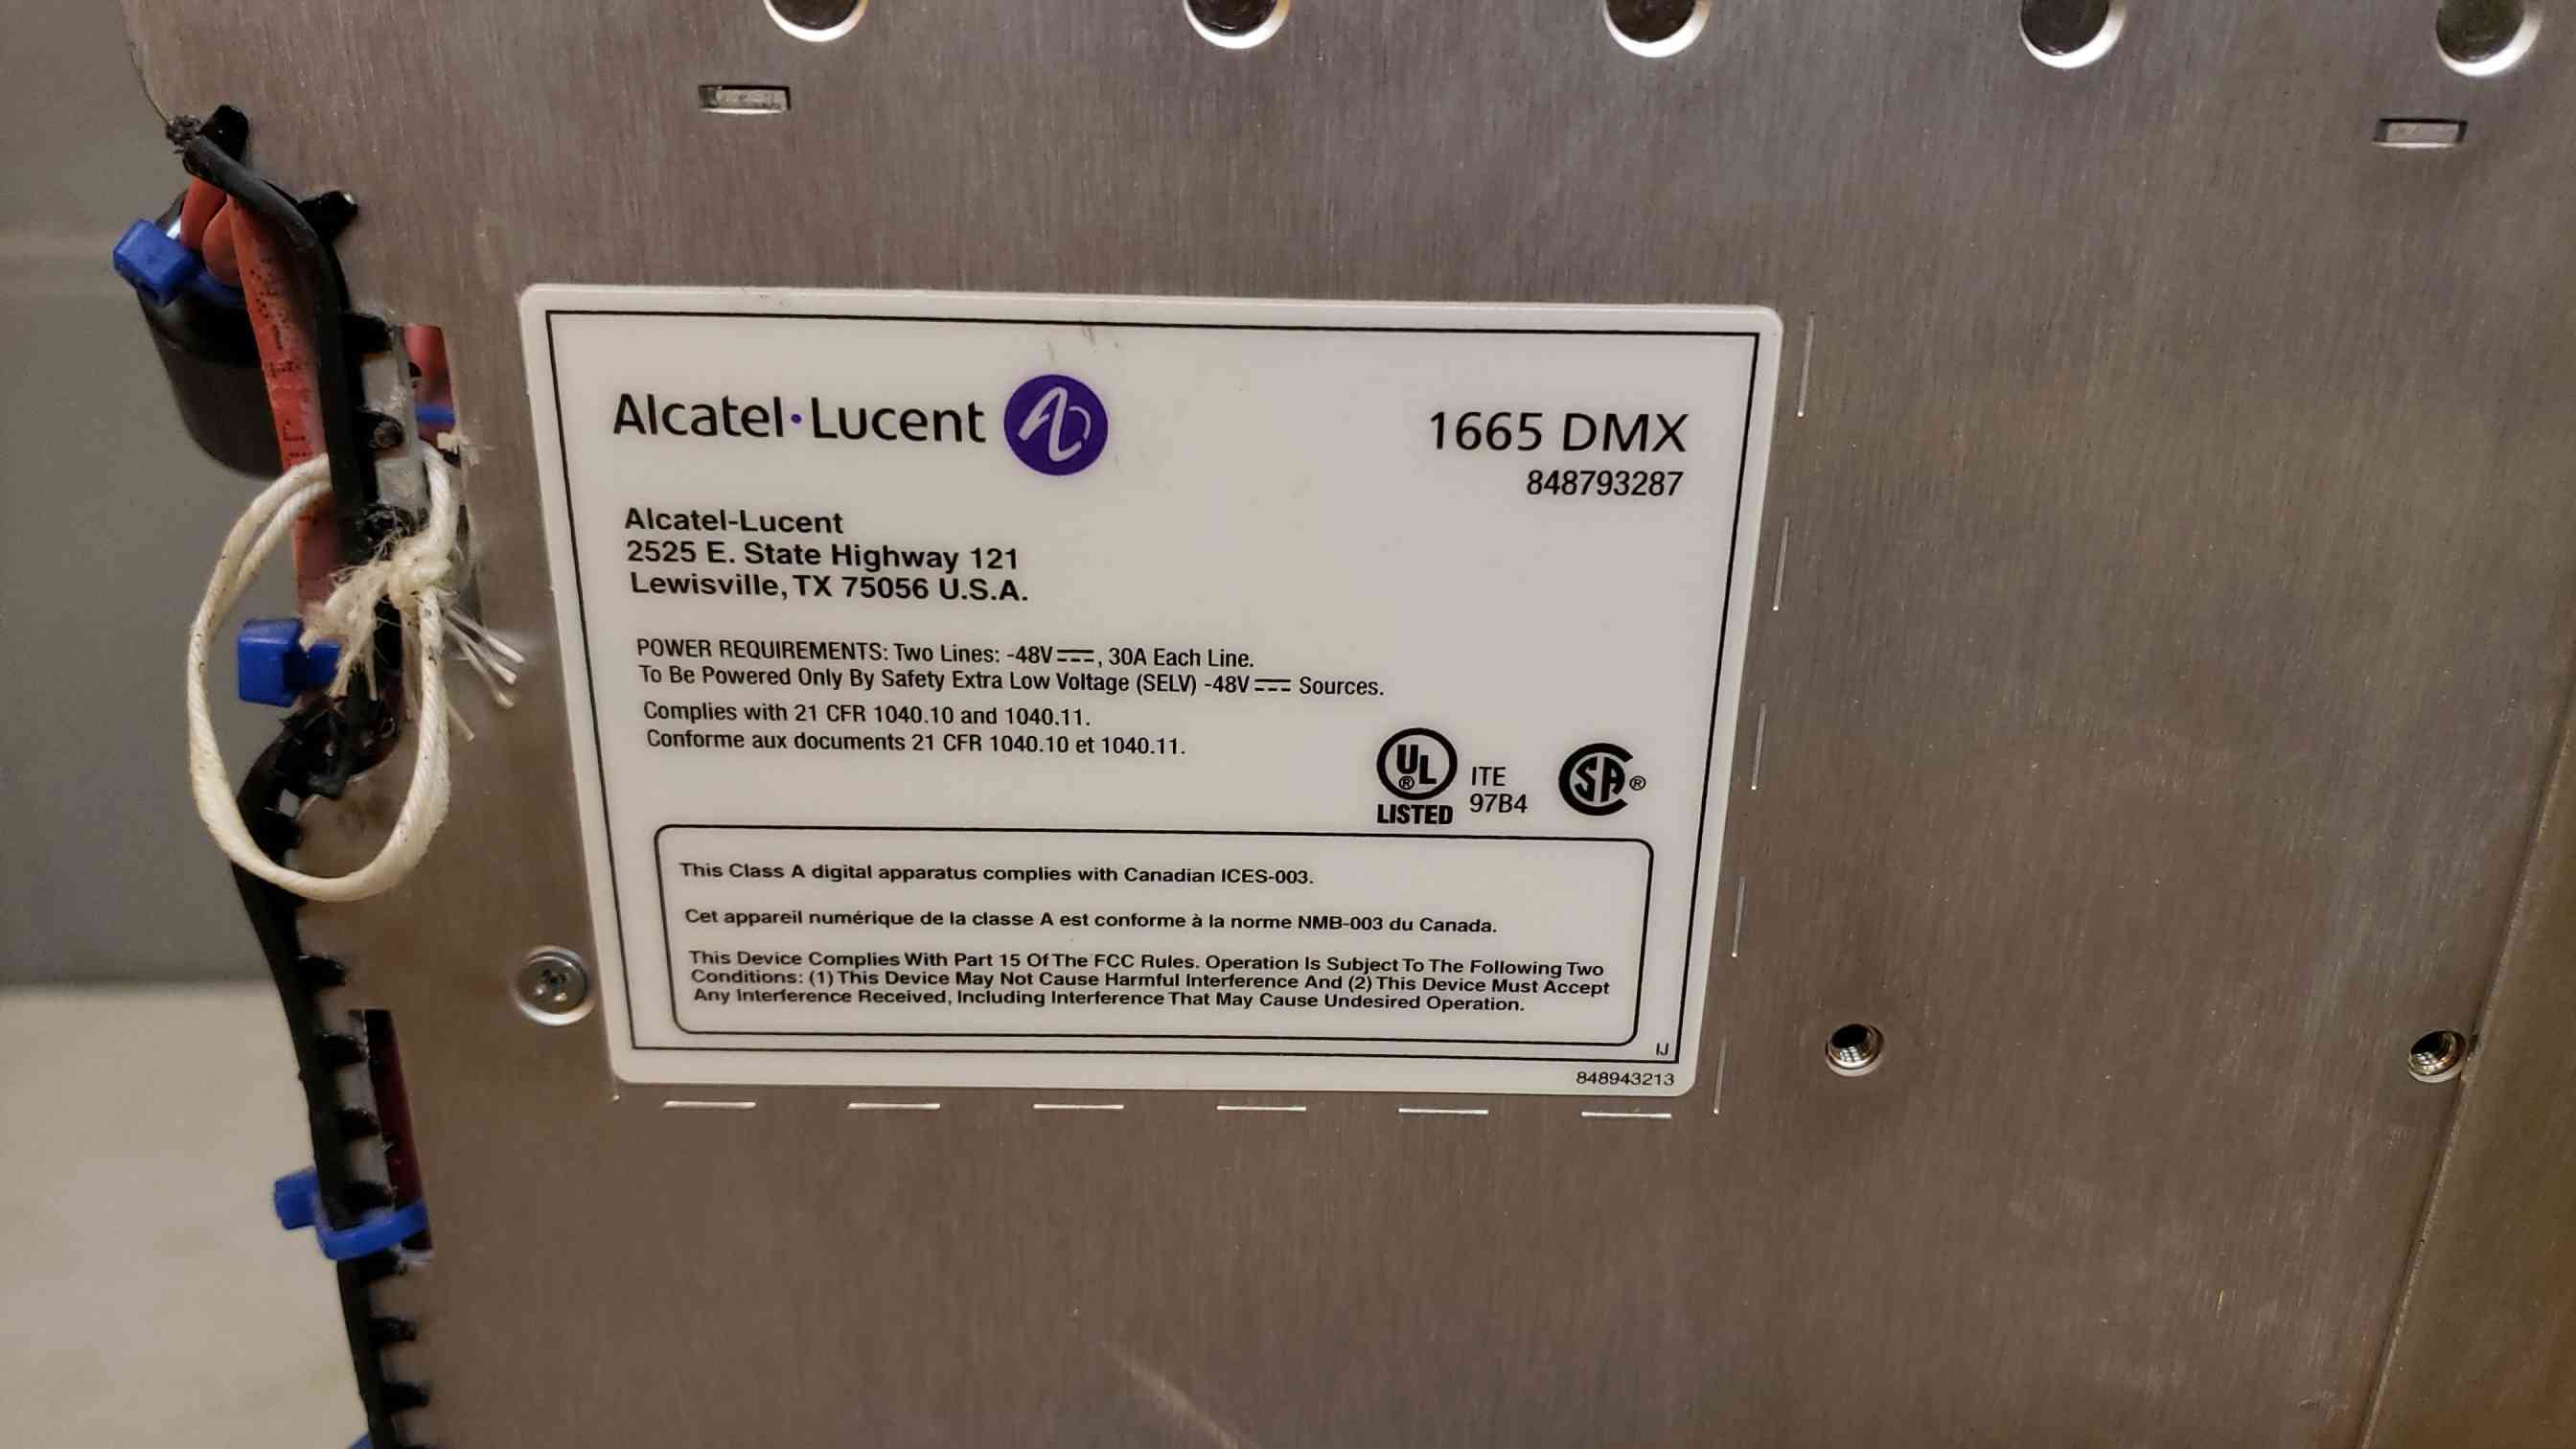 Alcatel·Lucent
1665 DMX
848793287
Alcatel-Lucent
2525 E. State Highway 121
Lewisville, TX 75056 U.S.A.
POWER REQUIREMENTS: Two Lines: -48V⎓, 30A Each Line.
To Be Powered Only By Safety Extra Low Voltage (SELV) -48V⎓ Sources.
Complies with 21 CFR 1040.10 and 1040.11.
Conforme aux documents 21 CFR 1040.10 et 1040.11.
UL ®
LISTED
ITE
97B4
SA ®
This Class A digital apparatus complies with Canadian ICES-003.
Cet appareil numérique de la classe A est conforme à la norme NMB-003 du Canada.
This Device Complies With Part 15 Of The FCC Rules. Operation Is Subject To The Following Two
Conditions: (1) This Device May Not Cause Harmful Interference And (2) This Device Must Accept
Any Interference Received, Including Interference That May Cause Undesired Operation.
IJ
848943213